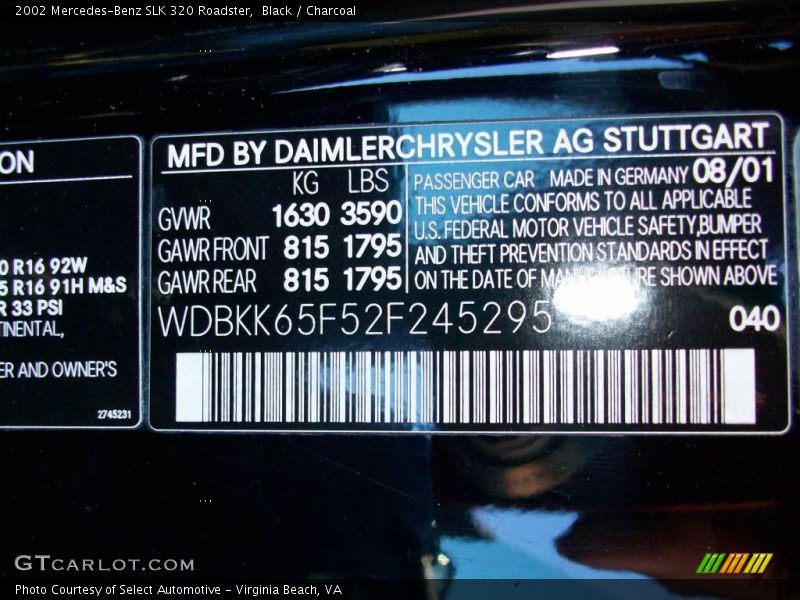 2002 Mercedes-Benz SLK 320 Roadster,  Black / Charcoal
ON
0 R16 92W
5 R16 91H M&S
R 33 PSI
TINENTAL,
ER AND OWNER'S
2745231
MFD BY DAIMLERCHRYSLER AG STUTTGART
KG LBS
GVWR 1630 3590
GAWR FRONT 815 1795
GAWR REAR 815 1795
PASSENGER CAR MADE IN GERMANY 08/01
THIS VEHICLE CONFORMS TO ALL APPLICABLE
U.S. FEDERAL MOTOR VEHICLE SAFETY,BUMPER
AND THEFT PREVENTION STANDARDS IN EFFECT
ON THE DATE OF MANUFACTURE SHOWN ABOVE
WDBKK65F52F245295
040
GTCARLOT.COM
Photo Courtesy of Select Automotive - Virginia Beach, VA